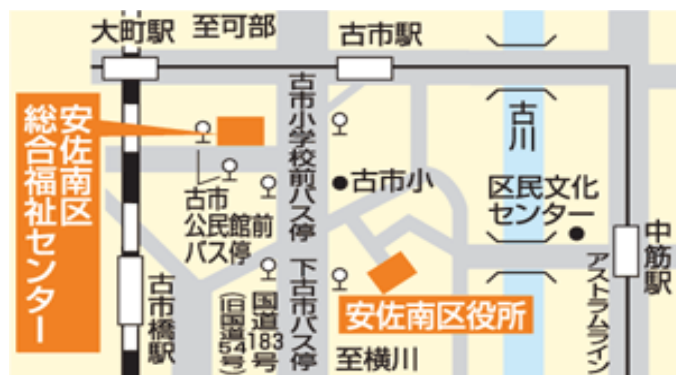 大町駅
至可部
古市駅
安佐南区
総合福祉センター
古市小学校前バス停
古川
古市小
古市
公民館前
バス停
区民文化
センター
中筋駅
アストラムライン
古市橋駅
国道183号
(旧国道54号)
下古市バス停
安佐南区役所
至横川